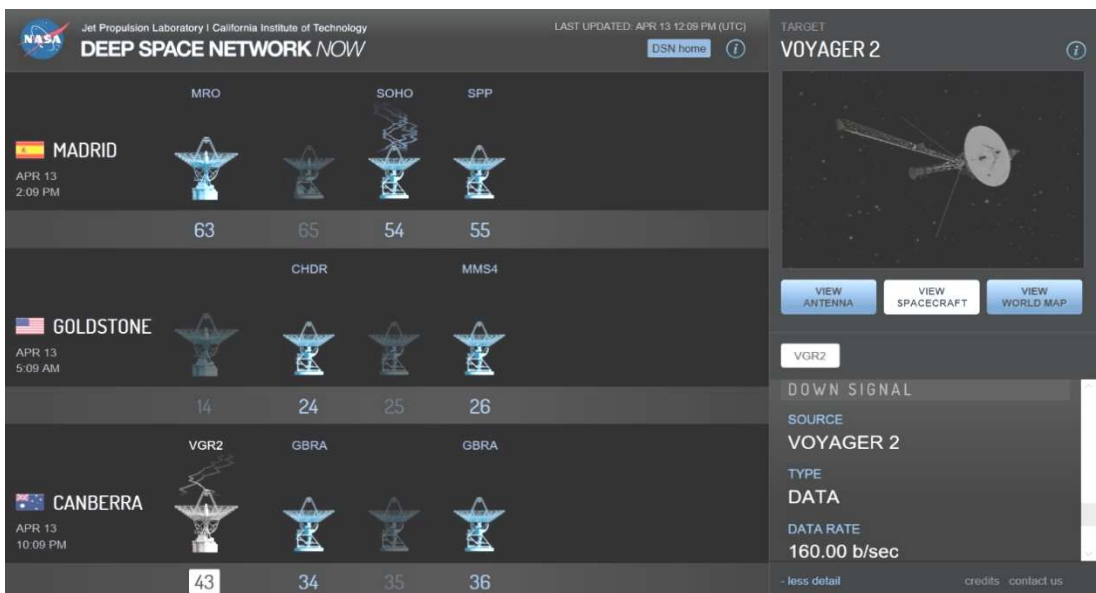 NASA
Jet Propulsion Laboratory | California Institute of Technology
DEEP SPACE NETWORK NOW
LAST UPDATED: APR 13 12:09 PM (UTC)
DSN home i
MRO SOHO SPP
MADRID
APR 13
2:09 PM
63 65 54 55
CHDR MMS4
GOLDSTONE
APR 13
5:09 AM
14 24 25 26
VGR2 GBRA GBRA
CANBERRA
APR 13
10:09 PM
43 34 35 36
TARGET
VOYAGER 2 i
VIEW ANTENNA
VIEW SPACECRAFT
VIEW WORLD MAP
VGR2
DOWN SIGNAL
SOURCE
VOYAGER 2
TYPE
DATA
DATA RATE
160.00 b/sec
- less detail credits contact us